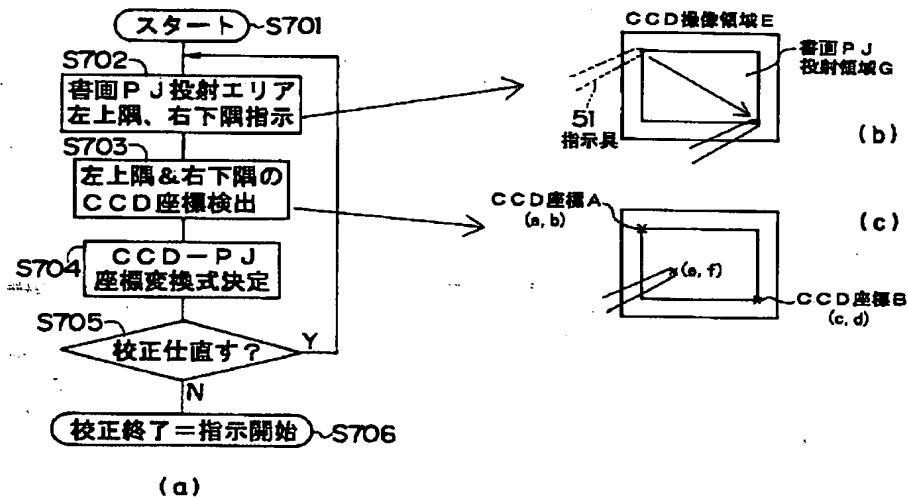 スタート
S701
S702
書画PJ投射エリア
左上隅、右下隅指示
S703
左上隅&右下隅の
CCD座標検出
S704
CCD-PJ
座標変換式決定
S705
校正仕直す?
Y
N
校正終了=指示開始
S706
(a)
CCD撮像領域E
書画PJ
投射領域G
51
指示具
(b)
CCD座標A
(a, b)
(e, f)
(c)
CCD座標B
(c, d)